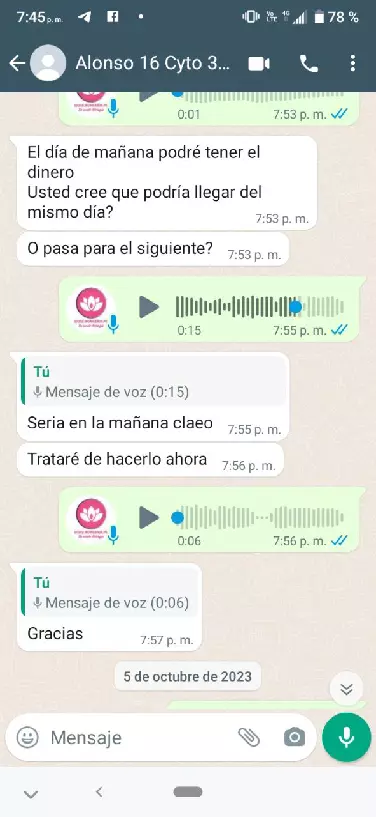 7:45 p. m.
78 %
Alonso 16 Cyto 3...
0:01 7:53 p. m.
El día de mañana podré tener el
dinero
Usted cree que podría llegar del
mismo día?
7:53 p. m.
O pasa para el siguiente? 7:53 p. m.
0:15 7:55 p. m.
Tú
Mensaje de voz (0:15)
Seria en la mañana claeo 7:55 p. m.
Trataré de hacerlo ahora 7:56 p. m.
0:06 7:56 p. m.
Tú
Mensaje de voz (0:06)
Gracias 7:57 p. m.
5 de octubre de 2023
Mensaje